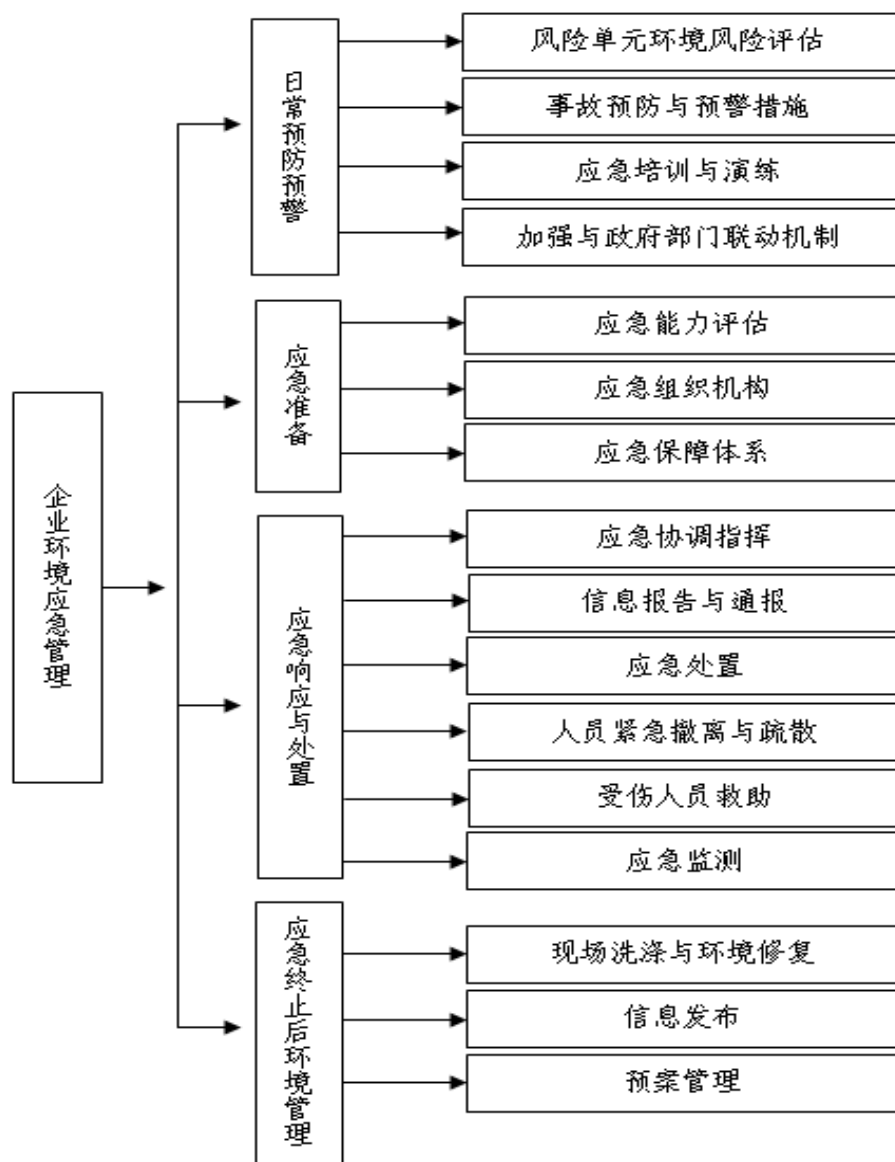 企业环境应急管理
日常预防预警
风险单元环境风险评估
事故预防与预警措施
应急培训与演练
加强与政府部门联动机制
应急准备
应急能力评估
应急组织机构
应急保障体系
应急响应与处置
应急协调指挥
信息报告与通报
应急处置
人员紧急撤离与疏散
受伤人员救助
应急监测
应急终止后环境管理
现场洗涤与环境修复
信息发布
预案管理